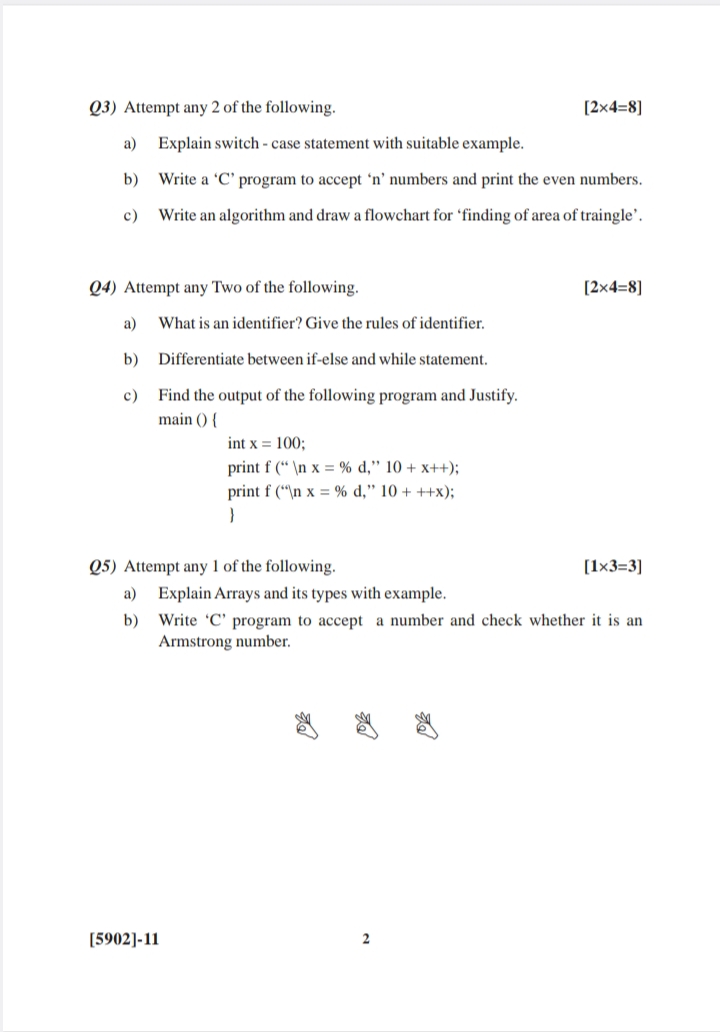 Q3) Attempt any 2 of the following. [2×4=8]
a) Explain switch - case statement with suitable example.
b) Write a ‘C’ program to accept ‘n’ numbers and print the even numbers.
c) Write an algorithm and draw a flowchart for ‘finding of area of traingle’.
Q4) Attempt any Two of the following. [2×4=8]
a) What is an identifier? Give the rules of identifier.
b) Differentiate between if-else and while statement.
c) Find the output of the following program and Justify.
main () {
int x = 100;
print f (“ \n x = % d,” 10 + x++);
print f (“\n x = % d,” 10 + ++x);
}
Q5) Attempt any 1 of the following. [1×3=3]
a) Explain Arrays and its types with example.
b) Write ‘C’ program to accept a number and check whether it is an
Armstrong number.
[5902]-11 2